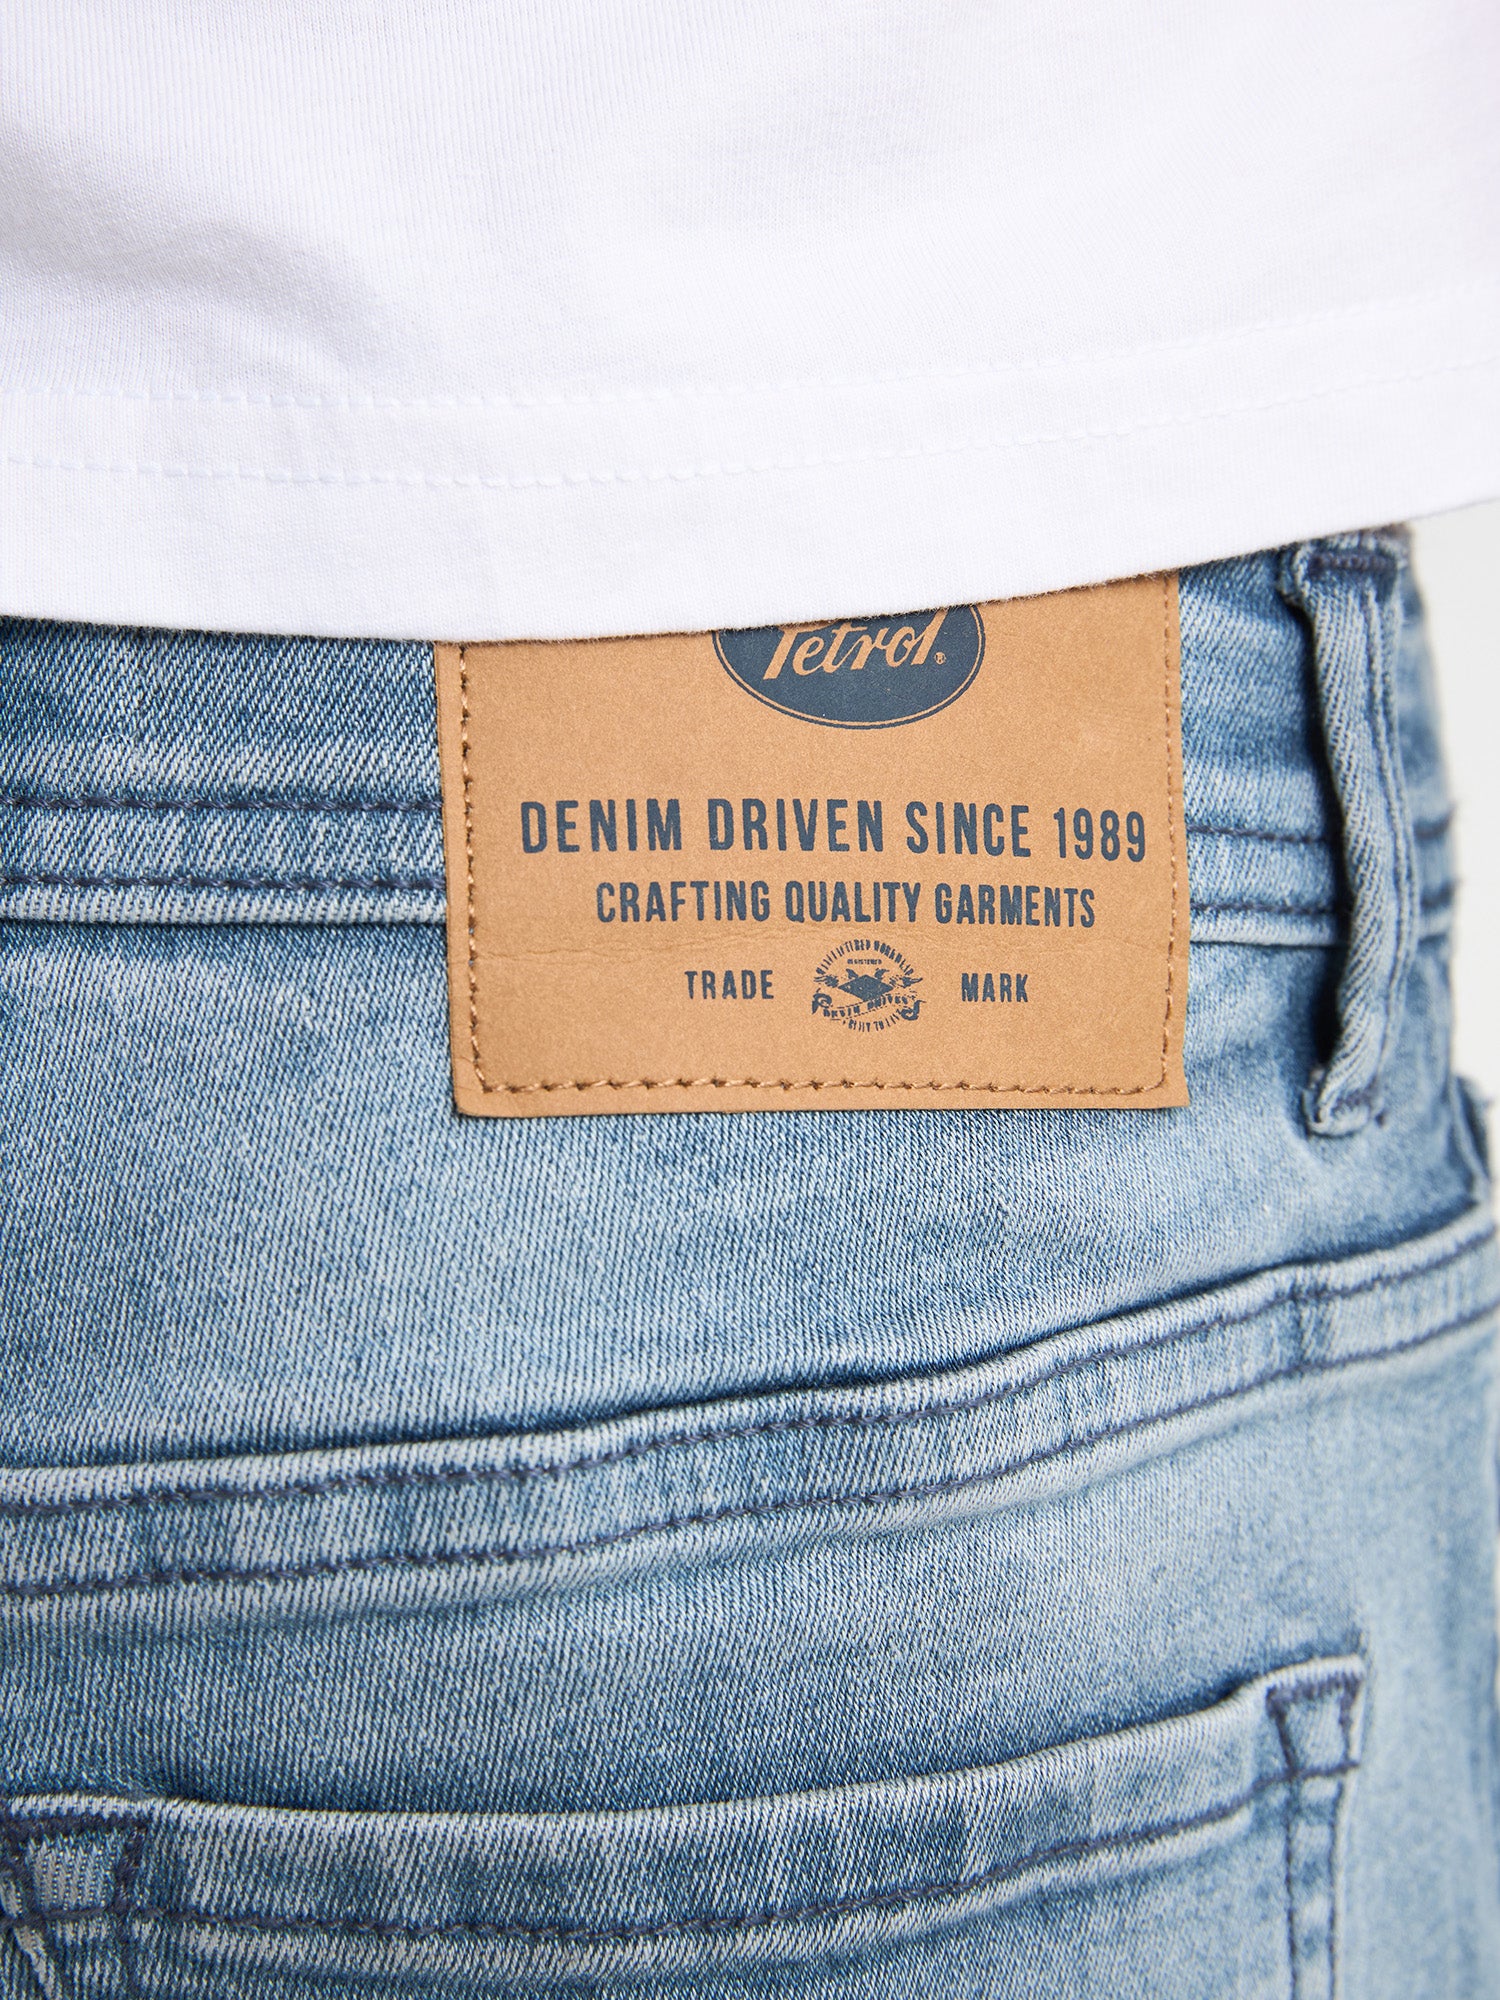 Petrol®
DENIM DRIVEN SINCE 1989
CRAFTING QUALITY GARMENTS
TRADE MARK